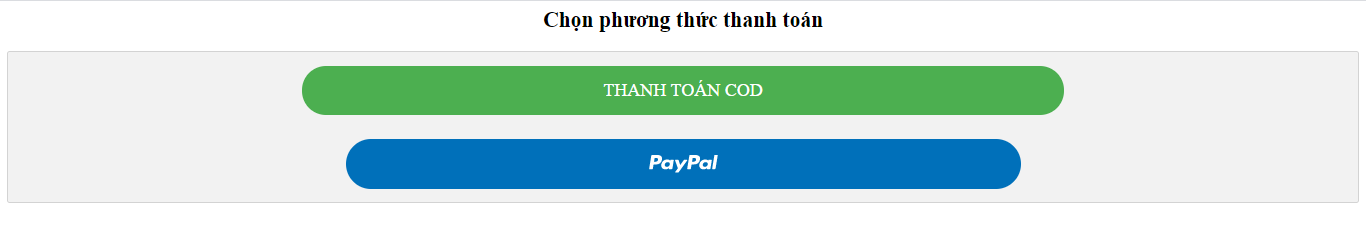 Chọn phương thức thanh toán
THANH TOÁN COD
PayPal